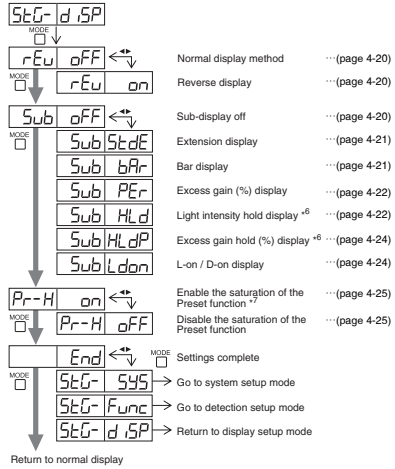 StG- diSP
MODE
rEv oFF Normal display method ···(page 4-20)
MODE
rEv on Reverse display ···(page 4-20)
Sub oFF Sub-display off ···(page 4-20)
MODE
Sub StdE Extension display ···(page 4-21)
Sub bAr Bar display ···(page 4-21)
Sub PEr Excess gain (%) display ···(page 4-22)
Sub HLd Light intensity hold display *6 ···(page 4-22)
Sub HLdP Excess gain hold (%) display *6 ···(page 4-24)
Sub Ldon L-on / D-on display ···(page 4-24)
Pr-H on Enable the saturation of the Preset function *7 ···(page 4-25)
MODE
Pr-H oFF Disable the saturation of the Preset function ···(page 4-25)
End MODE Settings complete
MODE
StG- SYS Go to system setup mode
StG- Func Go to detection setup mode
StG- diSP Return to display setup mode
Return to normal display